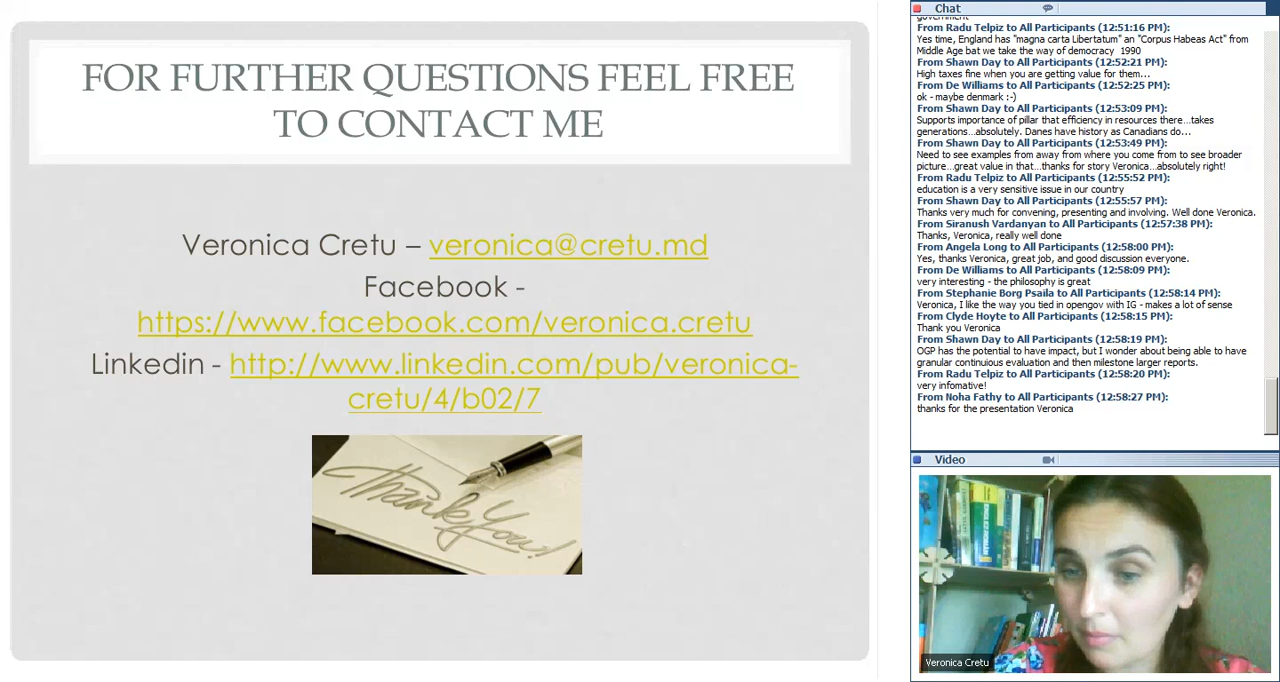 FOR FURTHER QUESTIONS FEEL FREE
TO CONTACT ME
Veronica Cretu – veronica@cretu.md
Facebook -
https://www.facebook.com/veronica.cretu
Linkedin - http://www.linkedin.com/pub/veronica-
cretu/4/b02/7
Thank You!
Chat
government
From Radu Telpiz to All Participants (12:51:16 PM):
Yes time, England has "magna carta Libertatum" an "Corpus Habeas Act" from
Middle Age bat we take the way of democracy 1990
From Shawn Day to All Participants (12:52:21 PM):
High taxes fine when you are getting value for them...
From De Williams to All Participants (12:52:25 PM):
ok - maybe denmark :-)
From Shawn Day to All Participants (12:53:09 PM):
Supports importance of pillar that efficiency in resources there...takes
generations...absolutely. Danes have history as Canadians do...
From Shawn Day to All Participants (12:53:49 PM):
Need to see examples from away from where you come from to see broader
picture...great value in that...thanks for story Veronica...absolutely right!
From Radu Telpiz to All Participants (12:55:52 PM):
education is a very sensitive issue in our country
From Shawn Day to All Participants (12:55:57 PM):
Thanks very much for convening, presenting and involving. Well done Veronica.
From Siranush Vardanyan to All Participants (12:57:38 PM):
Thanks, Veronica, really well done
From Angela Long to All Participants (12:58:00 PM):
Yes, thanks Veronica, great job, and good discussion everyone.
From De Williams to All Participants (12:58:09 PM):
very interesting - the philosophy is great
From Stephanie Borg Psaila to All Participants (12:58:14 PM):
Veronica, I like the way you tied in opengov with IG - makes a lot of sense
From Clyde Hoyte to All Participants (12:58:15 PM):
Thank you Veronica
From Shawn Day to All Participants (12:58:19 PM):
OGP has the potential to have impact, but I wonder about being able to have
granular continuous evaluation and then milestone larger reports.
From Radu Telpiz to All Participants (12:58:20 PM):
very infomative!
From Noha Fathy to All Participants (12:58:27 PM):
thanks for the presentation Veronica
Video
Veronica Cretu